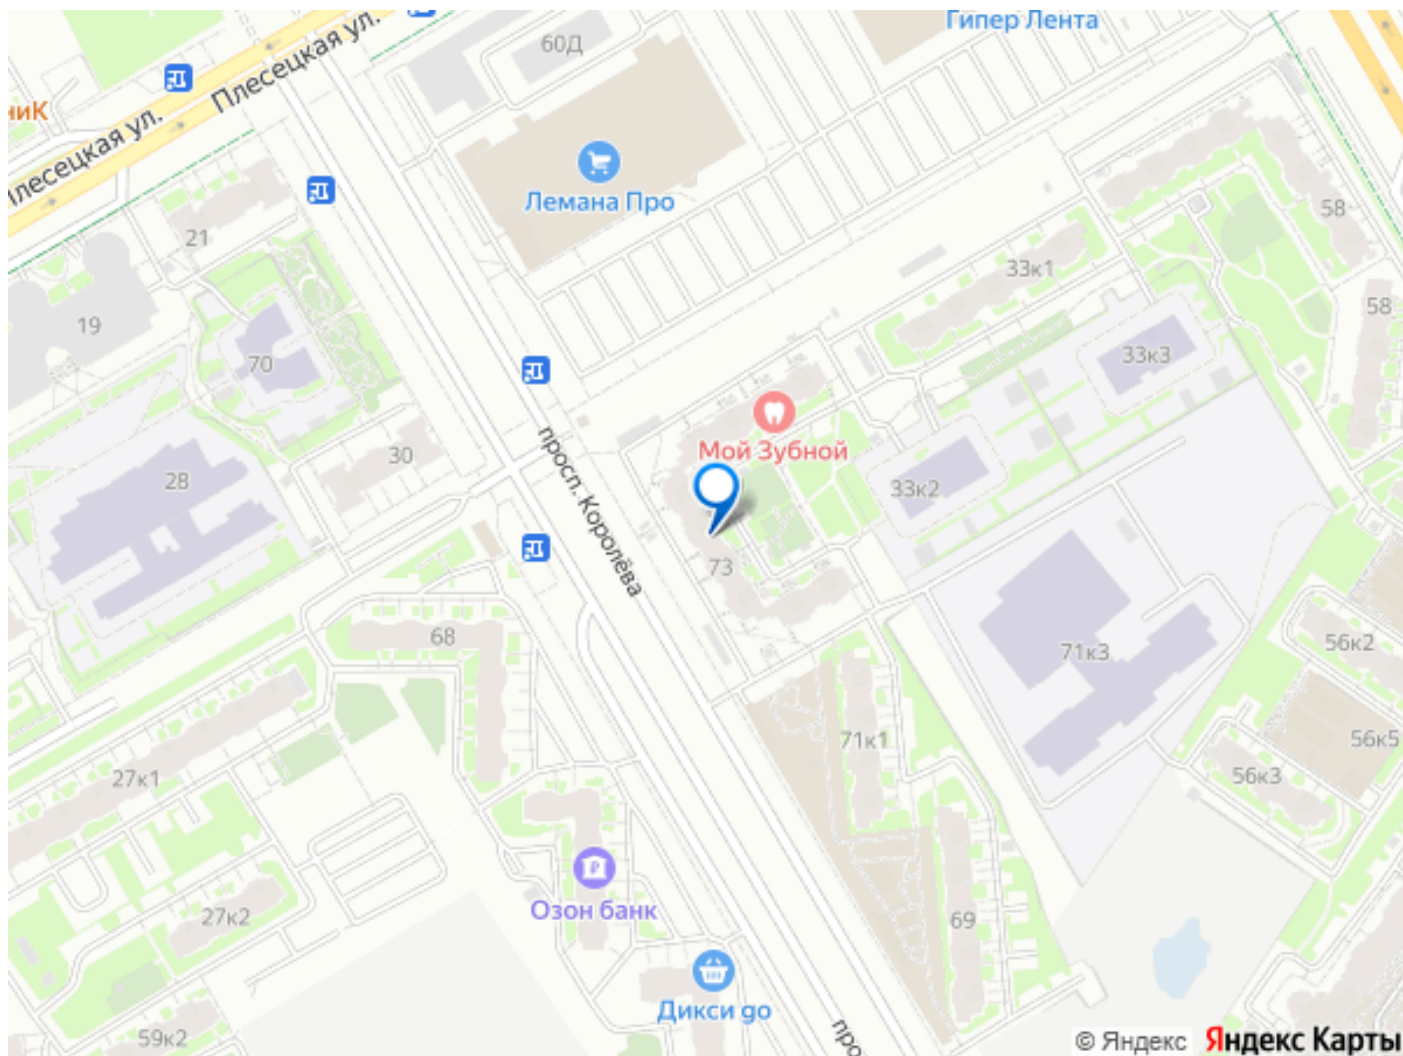 Гипер Лента
60Д
Плесецкая ул.
ниК
Плесецкая ул.
Лемана Про
58
21
33к1
58
19
33к3
70
Мой Зубной
просп. Королёва
30
28
33к2
73
68
56к2
71к3
71к1
56к5
27к1
56к3
Озон банк
27к2
69
Дикси go
про
59к2
© Яндекс Яндекс Карты